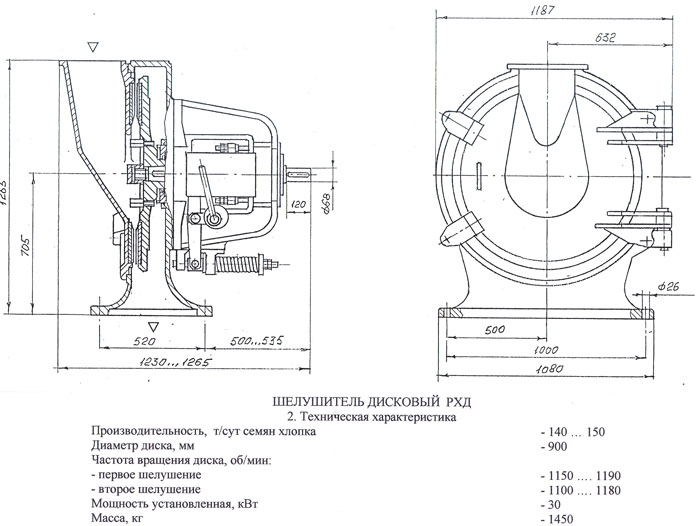 1187
632
1263
705
120
ф68
520
500...535
1230...1265
ф26
500
1000
1080
ШЕЛУШИТЕЛЬ ДИСКОВЫЙ РХД
2. Техническая характеристика
Производительность, т/сут семян хлопка - 140 ... 150
Диаметр диска, мм - 900
Частота вращения диска, об/мин:
- первое шелушение - 1150 .... 1190
- второе шелушение - 1100 .... 1180
Мощность установленная, кВт - 30
Масса, кг - 1450